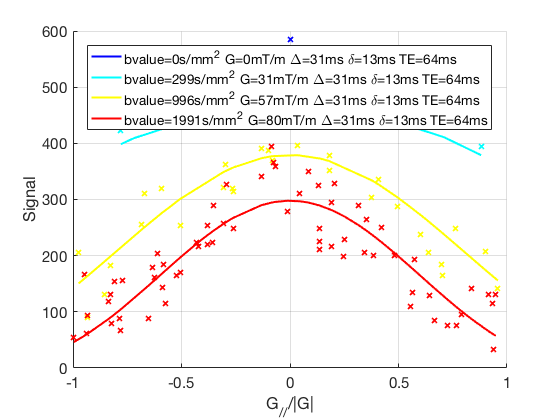 600
bvalue=0s/mm² G=0mT/m Δ=31ms δ=13ms TE=64ms
bvalue=299s/mm² G=31mT/m Δ=31ms δ=13ms TE=64ms
bvalue=996s/mm² G=57mT/m Δ=31ms δ=13ms TE=64ms
bvalue=1991s/mm² G=80mT/m Δ=31ms δ=13ms TE=64ms
500
400
300
200
100
0
Signal
-1 -0.5 0 0.5 1
G///|G|